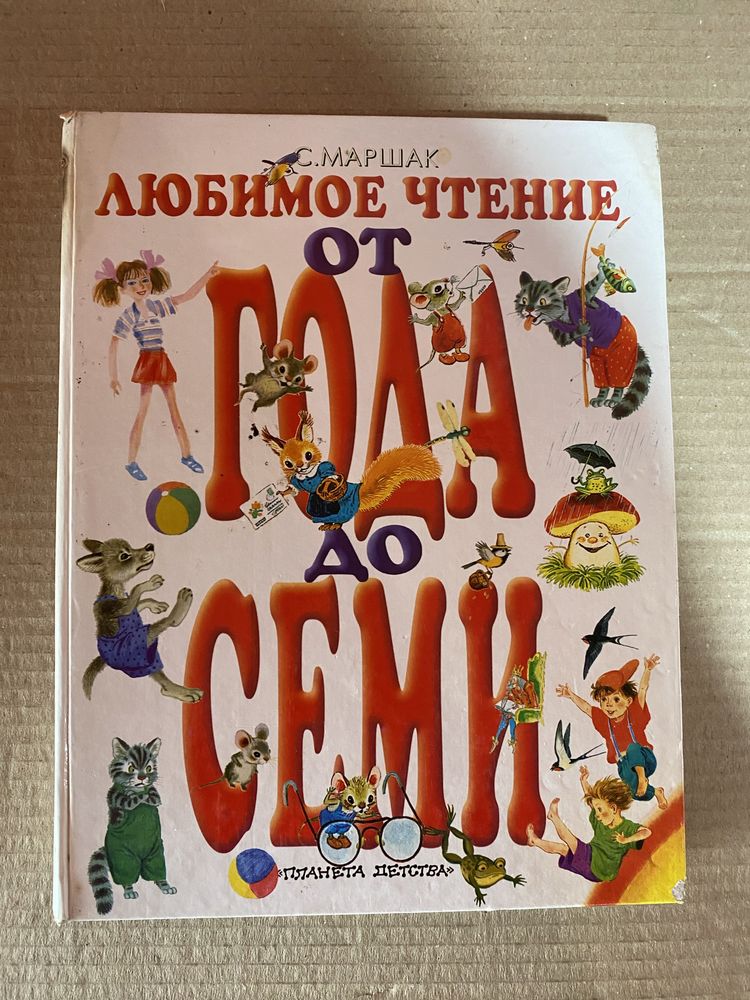 С.МАРШАК
ЛЮБИМОЕ ЧТЕНИЕ
ОТ
ГОДА
ДО
СЕМИ
«ПЛАНЕТА ДЕТСТВА»